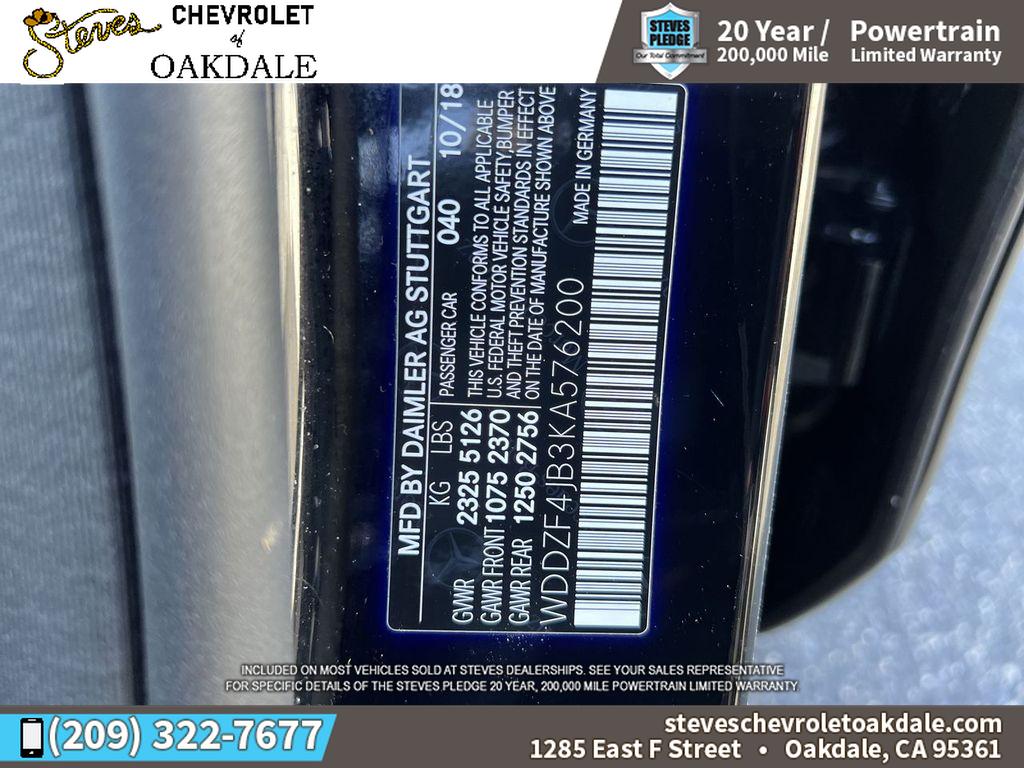 Steves
CHEVROLET
of
OAKDALE
STEVES
PLEDGE
Our Total Commitment
20 Year /
200,000 Mile
Powertrain
Limited Warranty
MFD BY DAIMLER AG STUTTGART
KG LBS PASSENGER CAR 040 10/18
GVWR 2325 5126
GAWR FRONT 1075 2370
GAWR REAR 1250 2756
THIS VEHICLE CONFORMS TO ALL APPLICABLE
U.S. FEDERAL MOTOR VEHICLE SAFETY,BUMPER
AND THEFT PREVENTION STANDARDS IN EFFECT
ON THE DATE OF MANUFACTURE SHOWN ABOVE
WDDZF4JB3KA576200 MADE IN GERMANY
INCLUDED ON MOST VEHICLES SOLD AT STEVES DEALERSHIPS. SEE YOUR SALES REPRESENTATIVE
FOR SPECIFIC DETAILS OF THE STEVES PLEDGE 20 YEAR, 200,000 MILE POWERTRAIN LIMITED WARRANTY.
(209) 322-7677
steveschevroletoakdale.com
1285 East F Street • Oakdale, CA 95361